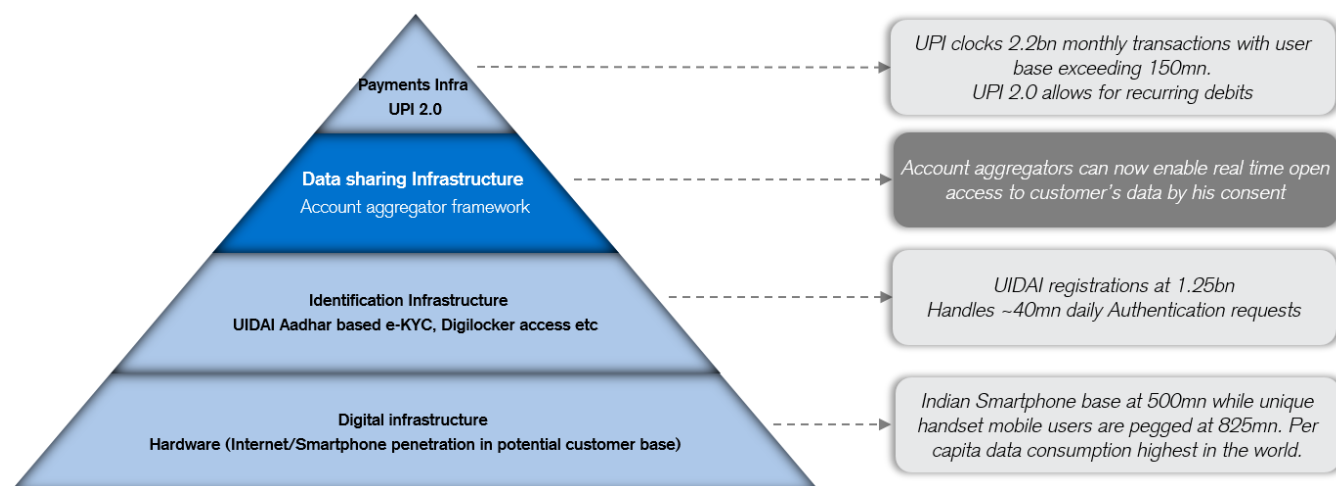 Payments Infra
UPI 2.0
UPI clocks 2.2bn monthly transactions with user
base exceeding 150mn.
UPI 2.0 allows for recurring debits
Data sharing Infrastructure
Account aggregator framework
Account aggregators can now enable real time open
access to customer's data by his consent
Identification Infrastructure
UIDAI Aadhar based e-KYC, Digilocker access etc
UIDAI registrations at 1.25bn
Handles ~40mn daily Authentication requests
Digital infrastructure
Hardware (Internet/Smartphone penetration in potential customer base)
Indian Smartphone base at 500mn while unique
handset mobile users are pegged at 825mn. Per
capita data consumption highest in the world.